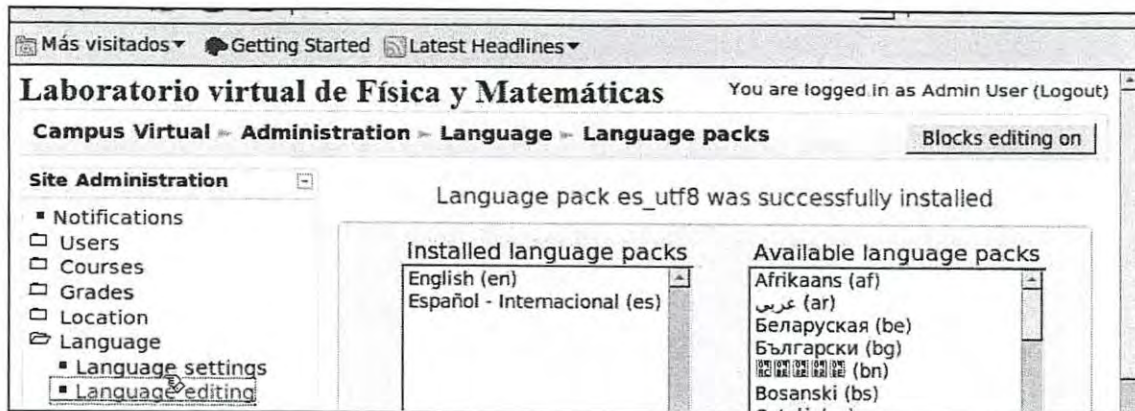 Más visitados Getting Started Latest Headlines
Laboratorio virtual de Física y Matemáticas
You are logged in as Admin User (Logout)
Campus Virtual Administration Language Language packs
Blocks editing on
Site Administration
Notifications
Users
Courses
Grades
Location
Language
Language settings
Language editing
Language pack es_utf8 was successfully installed
Installed language packs
English (en)
Español - Internacional (es)
Available language packs
Afrikaans (af)
عربي (ar)
Беларуская (be)
Български (bg)
(bn)
Bosanski (bs)